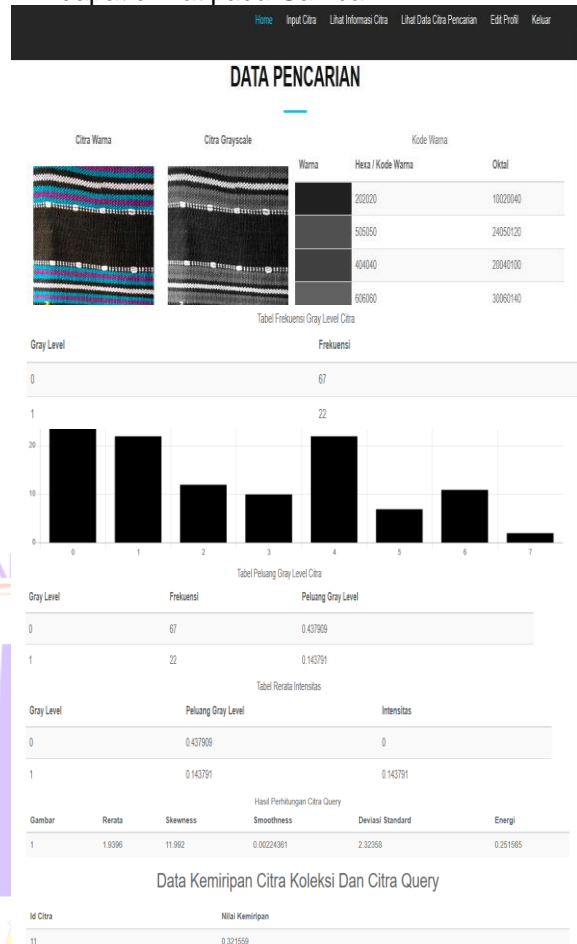 Home Input Citra Lihat Informasi Citra Lihat Data Citra Pencarian Edit Profil Keluar
DATA PENCARIAN
Citra Warna Citra Grayscale Kode Warna
Warna Hexa / Kode Warna Oktal
202020 10020040
505050 24050120
404040 20040100
606060 30060140
Tabel Frekuensi Gray Level Citra
Gray Level Frekuensi
0 67
1 22
20
10
0
0 1 2 3 4 5 6 7
Tabel Peluang Gray Level Citra
Gray Level Frekuensi Peluang Gray Level
0 67 0.437909
1 22 0.143791
Tabel Rerata Intensitas
Gray Level Peluang Gray Level Intensitas
0 0.437909 0
1 0.143791 0.143791
Hasil Perhitungan Citra Query
Gambar Rerata Skewness Smoothness Deviasi Standard Energi
1 1.9396 11.992 0.00224361 2.32358 0.251565
Data Kemiripan Citra Koleksi Dan Citra Query
Id Citra Nilai Kemiripan
11 0.321559